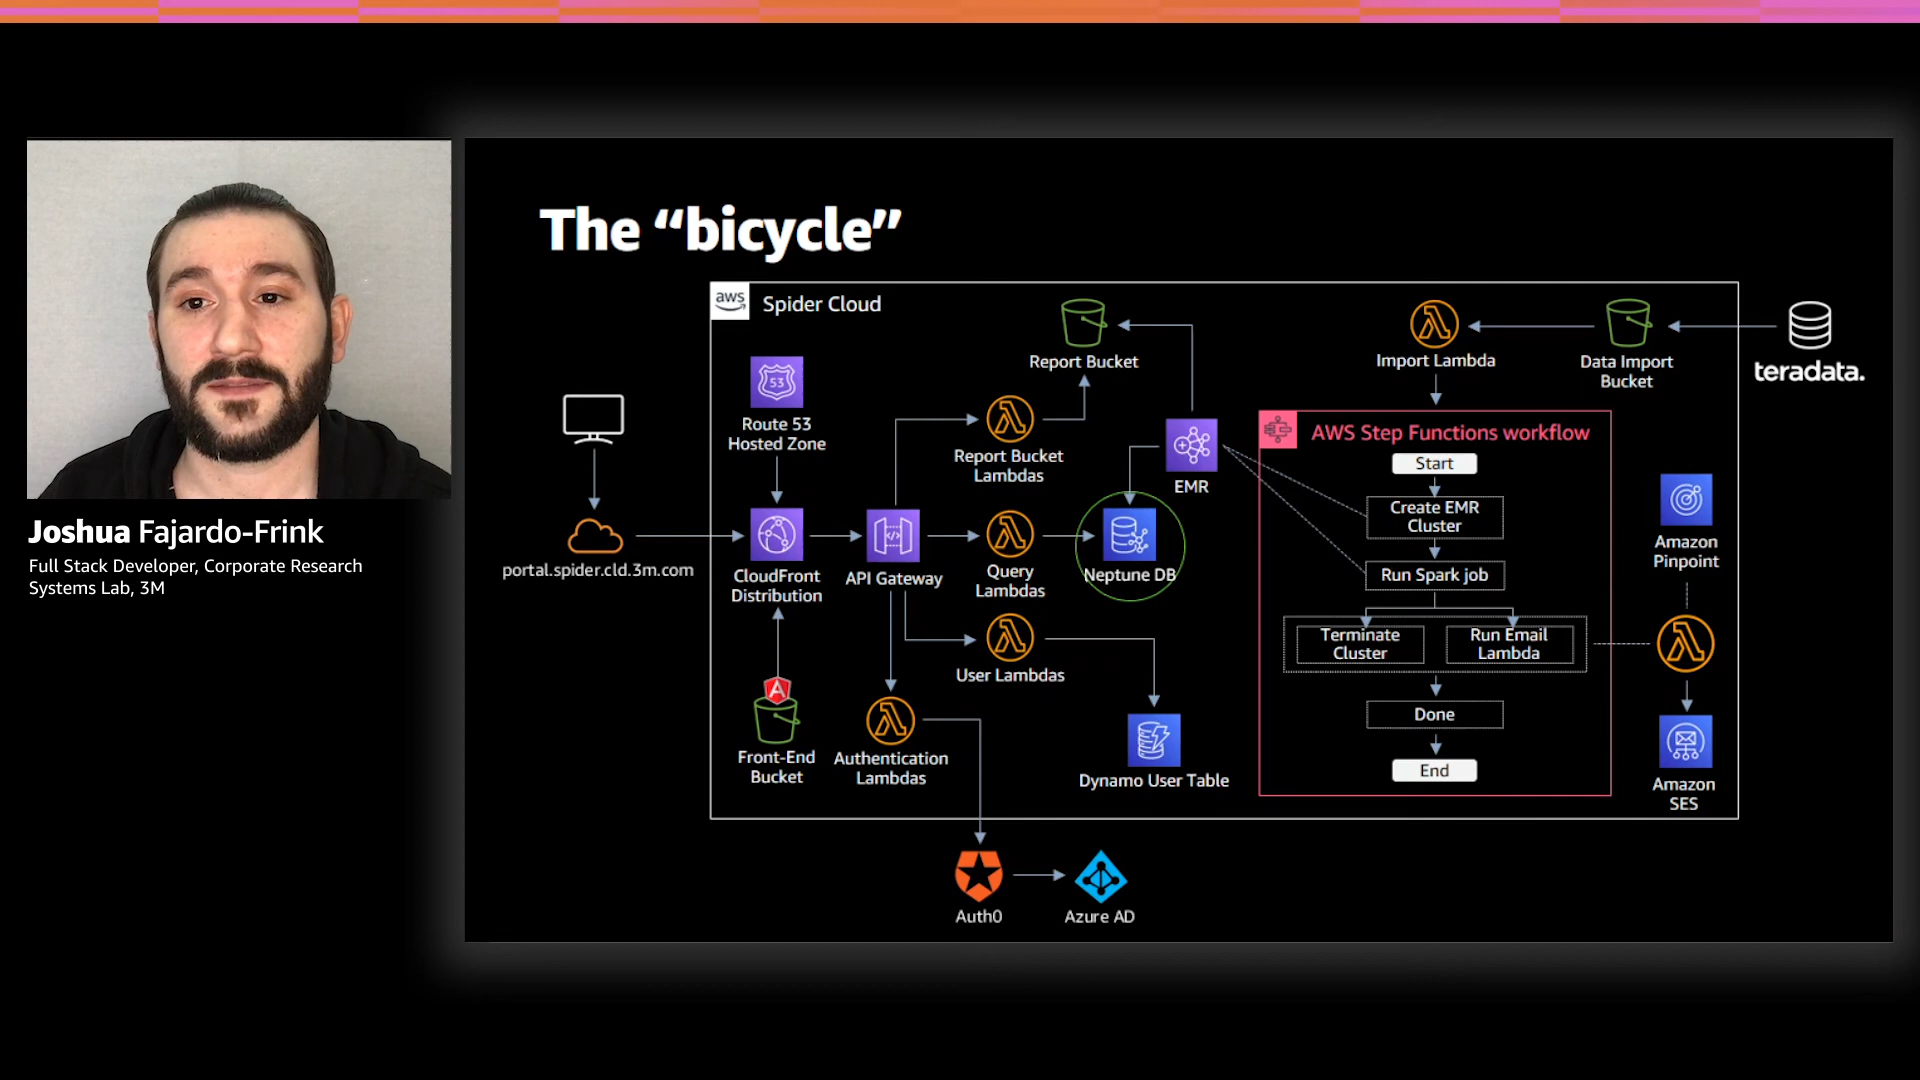 Joshua Fajardo-Frink
Full Stack Developer, Corporate Research
Systems Lab, 3M
The “bicycle”
aws
Spider Cloud
portal.spider.cld.3m.com
53
Route 53
Hosted Zone
CloudFront
Distribution
A
Front-End
Bucket
API Gateway
Authentication
Lambdas
Report Bucket
Report Bucket
Lambdas
Query
Lambdas
User Lambdas
EMR
Neptune DB
Dynamo User Table
Auth0
Azure AD
Import Lambda
Data Import
Bucket
teradata.
AWS Step Functions workflow
Start
Create EMR
Cluster
Run Spark job
Terminate
Cluster
Run Email
Lambda
Done
End
Amazon
Pinpoint
Amazon
SES